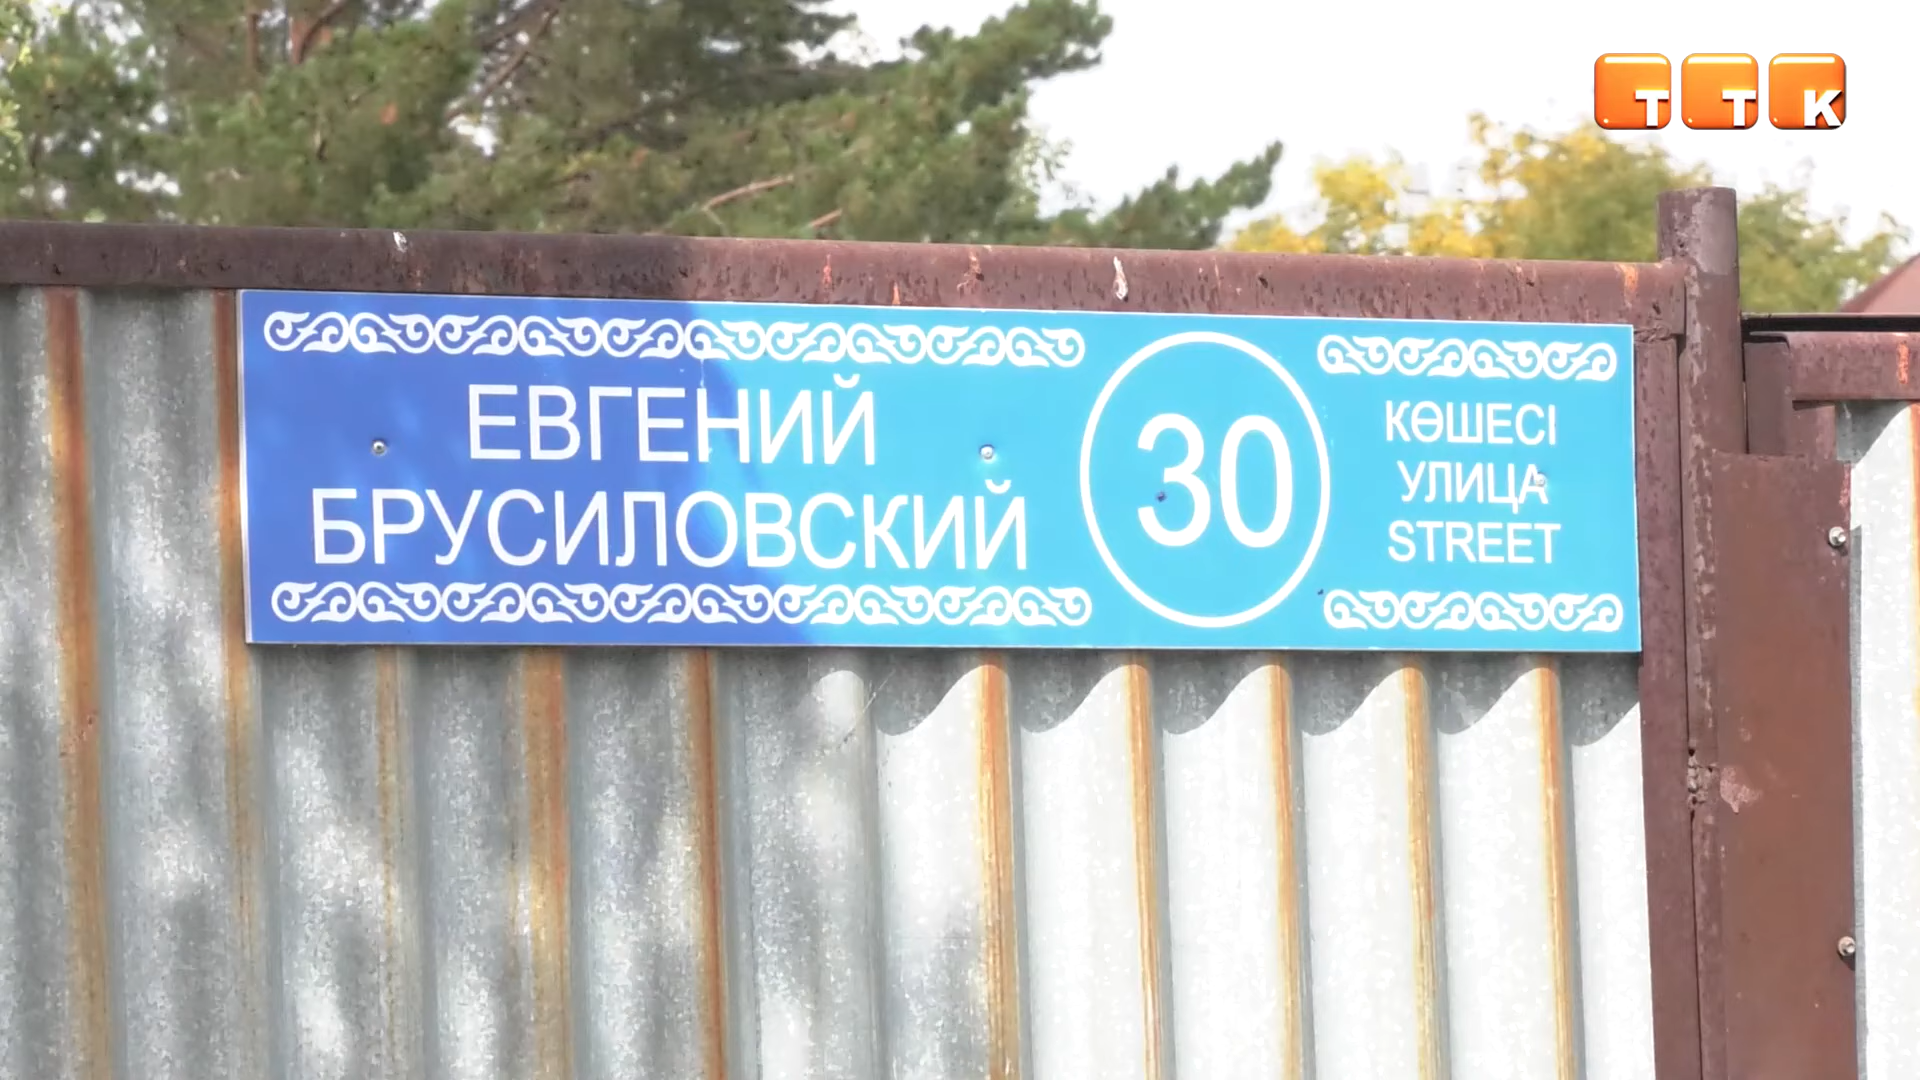 ТТК
ЕВГЕНИЙ
БРУСИЛОВСКИЙ
30
КӨШЕСІ
УЛИЦА
STREET